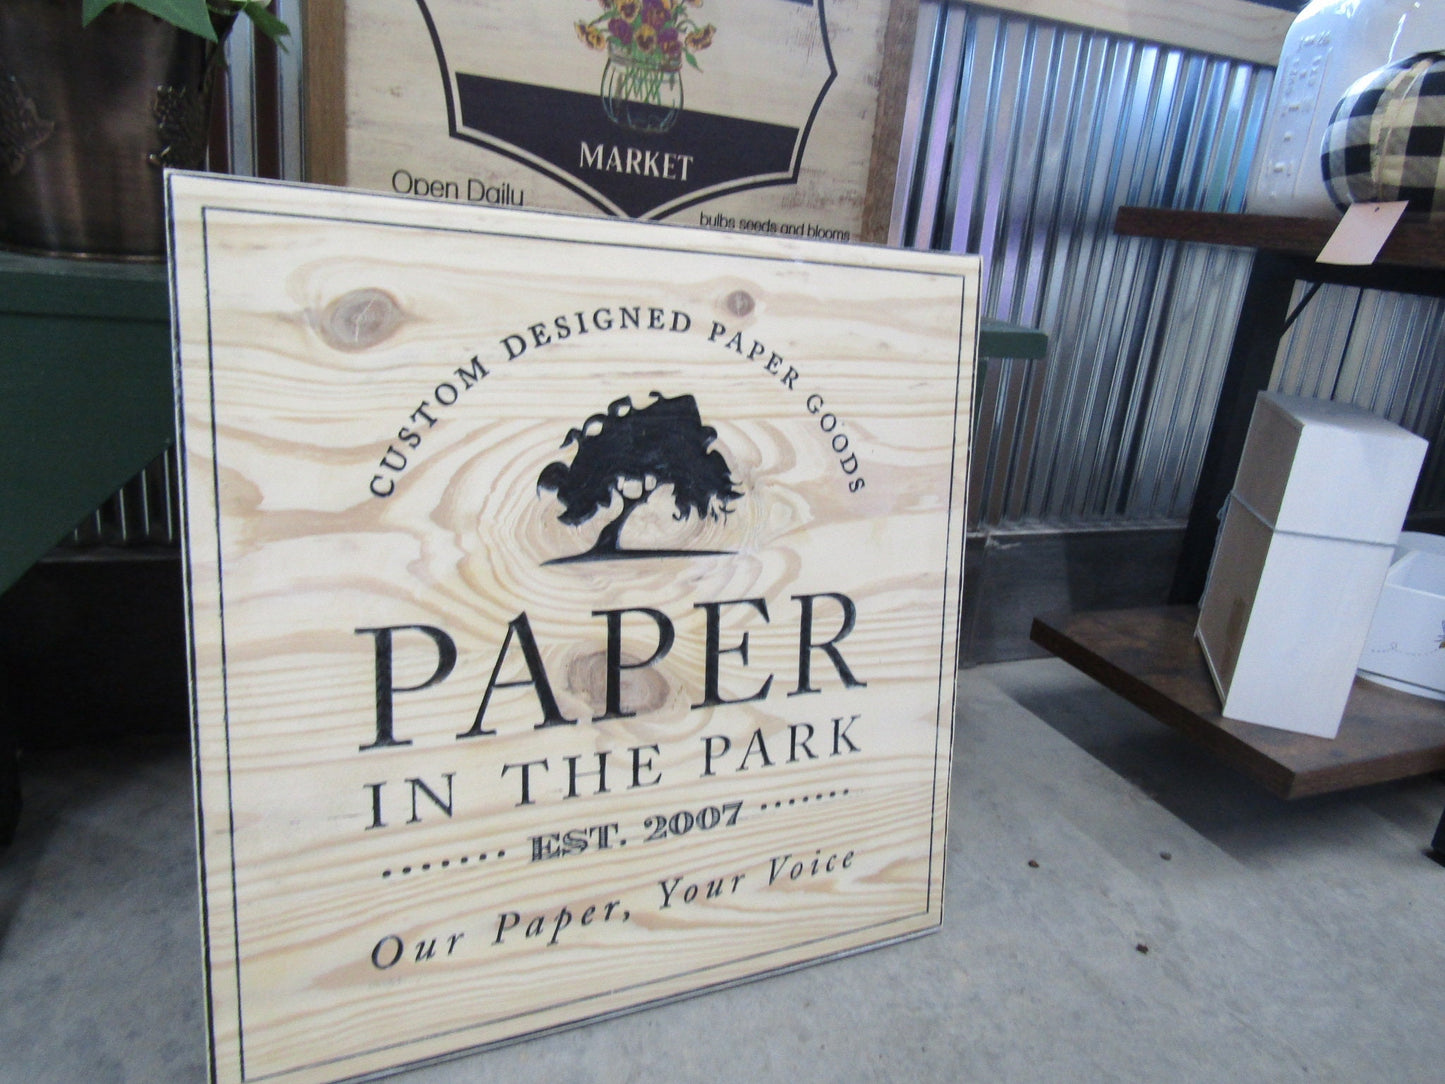 MARKET
Open Daily
bulbs seeds and blooms
CUSTOM DESIGNED PAPER GOODS
PAPER
IN THE PARK
EST. 2007
Our Paper, Your Voice